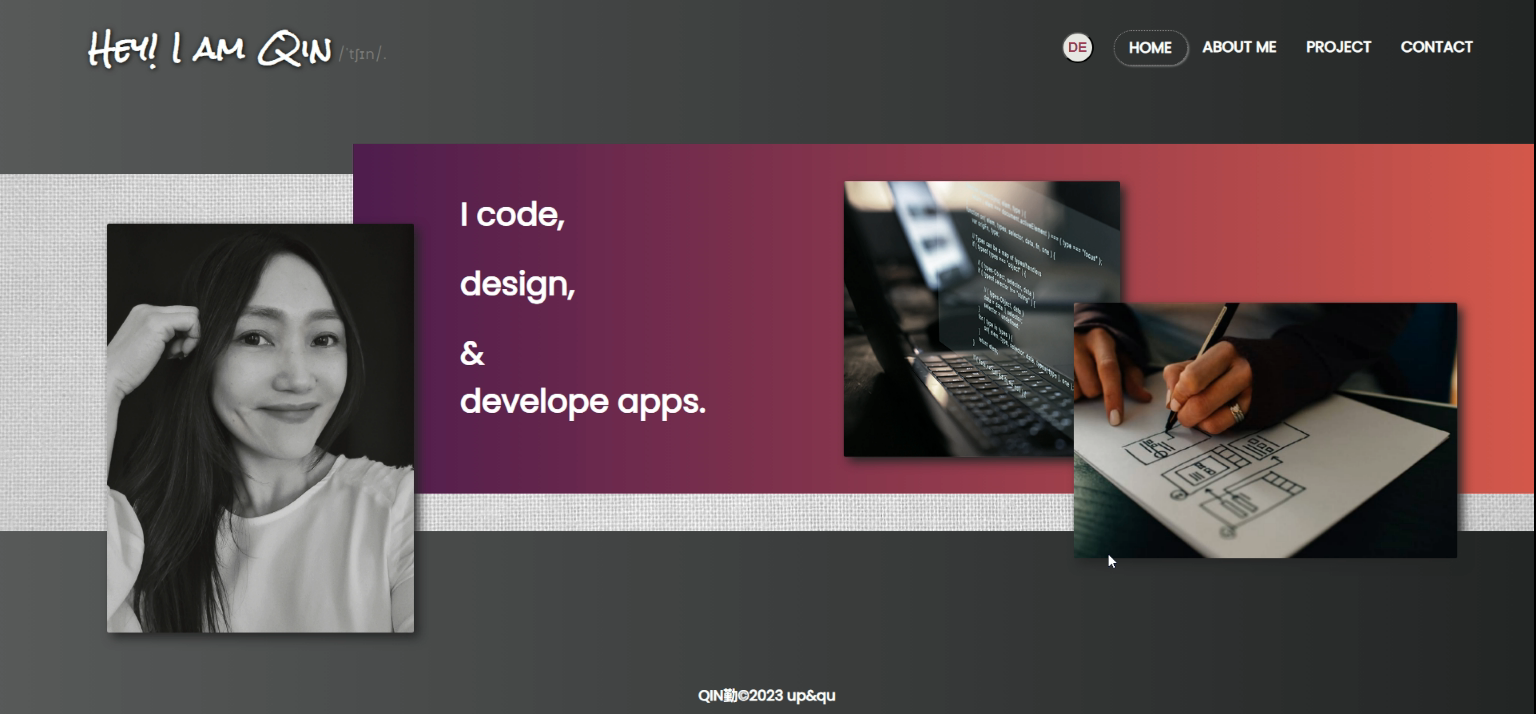 Hey! I am Qin /ˈtʃɪn/.
DE
HOME
ABOUT ME
PROJECT
CONTACT
I code,
design,
&
develope apps.
QIN勤©2023 up&qu